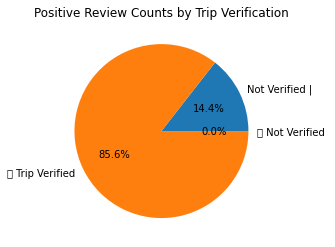 Positive Review Counts by Trip Verification
Not Verified |
14.4%
0.0%
Not Verified
85.6%
Trip Verified